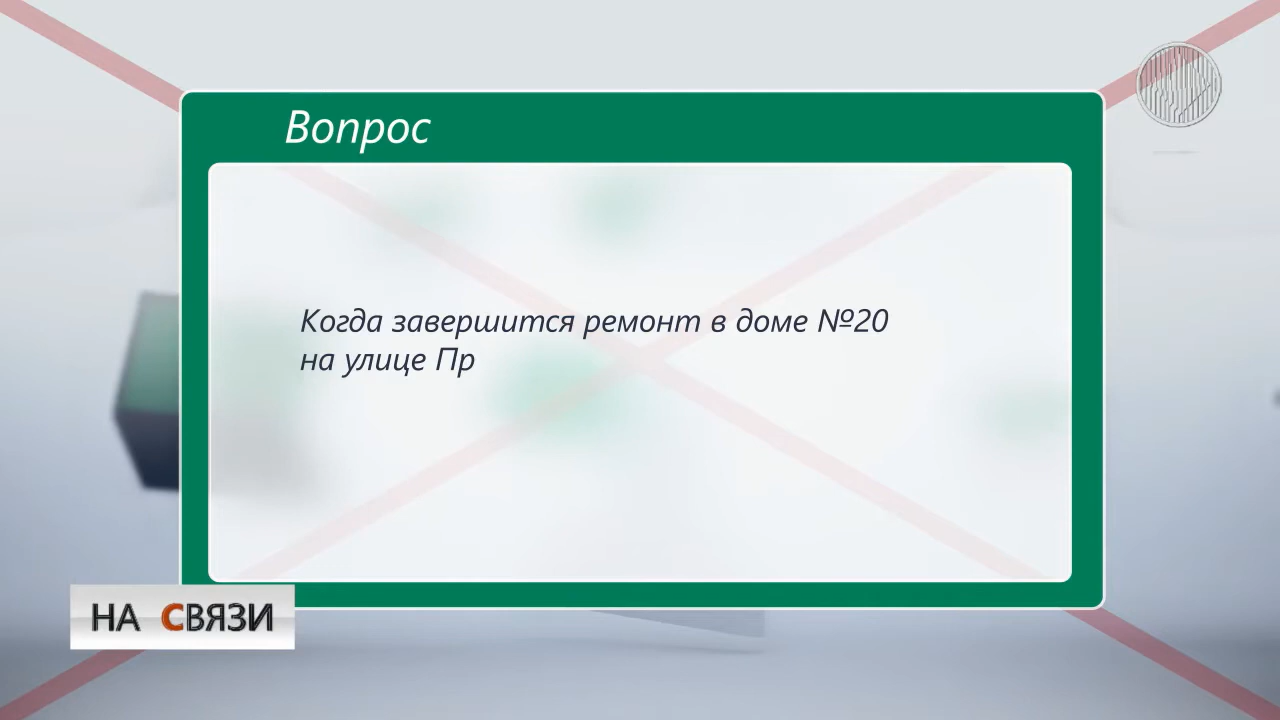 Вопрос
Когда завершится ремонт в доме №20
на улице Пр
НА СВЯЗИ